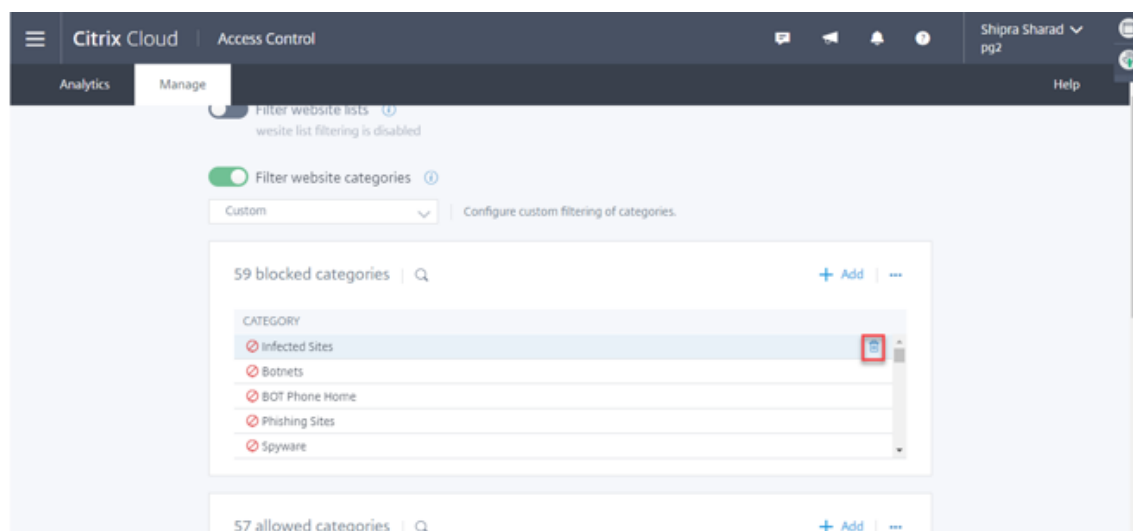 Citrix Cloud | Access Control
Shipra Sharad
pg2
Analytics Manage Help
Filter website lists
wesite list filtering is disabled
Filter website categories
Custom Configure custom filtering of categories.
59 blocked categories + Add
CATEGORY
Infected Sites
Botnets
BOT Phone Home
Phishing Sites
Spyware
57 allowed categories + Add